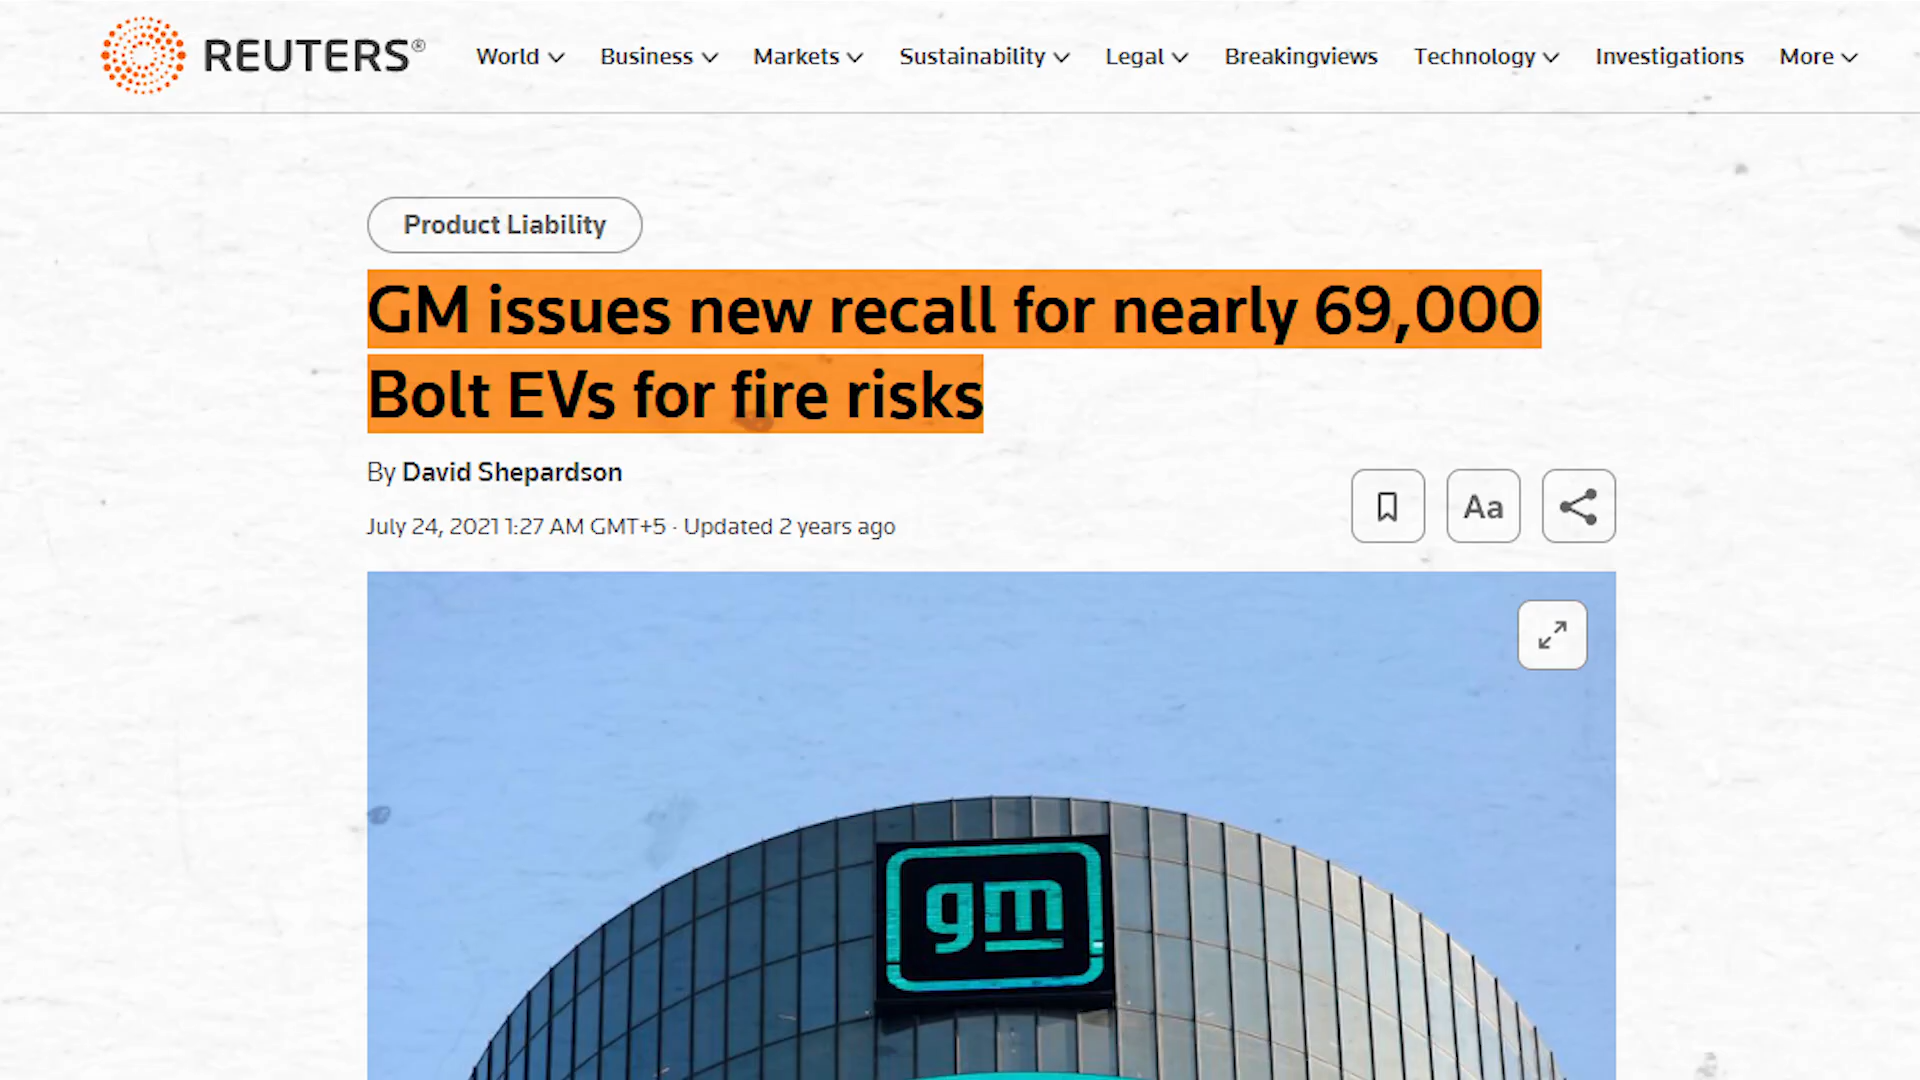 REUTERS®
World Business Markets Sustainability Legal Breakingviews Technology Investigations More
Product Liability
GM issues new recall for nearly 69,000
Bolt EVs for fire risks
By David Shepardson
July 24, 2021 1:27 AM GMT+5 · Updated 2 years ago
Aa
gm